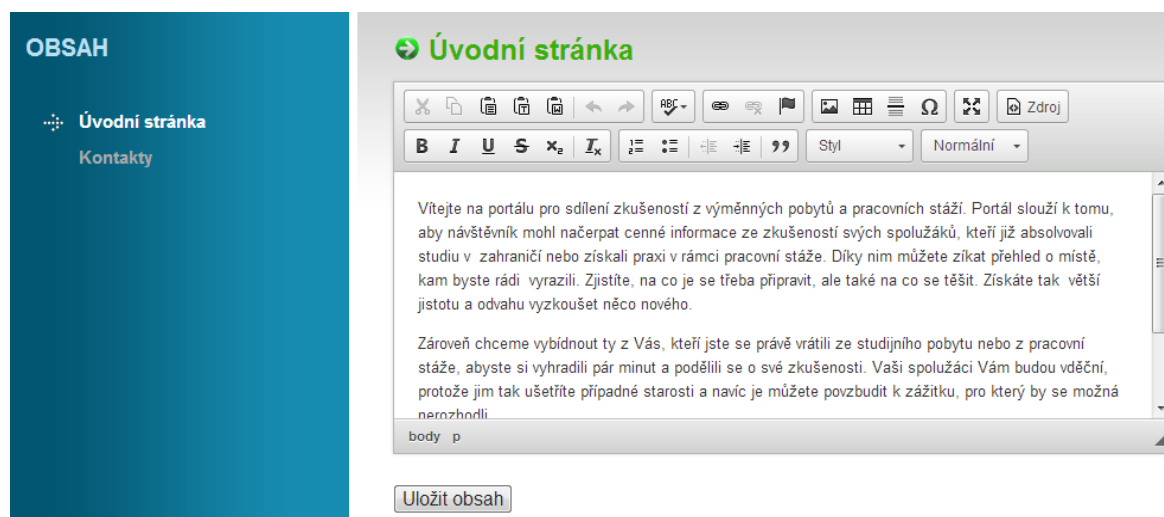 OBSAH
Úvodní stránka
Kontakty
Úvodní stránka
ABC
Ω
Zdroj
B I U S x₂ Iₓ
Styl
Normální
Vítejte na portálu pro sdílení zkušeností z výměnných pobytů a pracovních stáží. Portál slouží k tomu,
aby návštěvník mohl načerpat cenné informace ze zkušeností svých spolužáků, kteří již absolvovali
studiu v  zahraničí nebo získali praxi v rámci pracovní stáže. Díky nim můžete zíkat přehled o místě,
kam byste rádi  vyrazili. Zjistíte, na co je se třeba připravit, ale také na co se těšit. Získáte tak  větší
jistotu a odvahu vyzkoušet něco nového.
Zároveň chceme vybídnout ty z Vás, kteří jste se právě vrátili ze studijního pobytu nebo z pracovní
stáže, abyste si vyhradili pár minut a podělili se o své zkušenosti. Vaši spolužáci Vám budou vděční,
protože jim tak ušetříte případné starosti a navíc je můžete povzbudit k zážitku, pro který by se možná
nerozhodli
body p
Uložit obsah